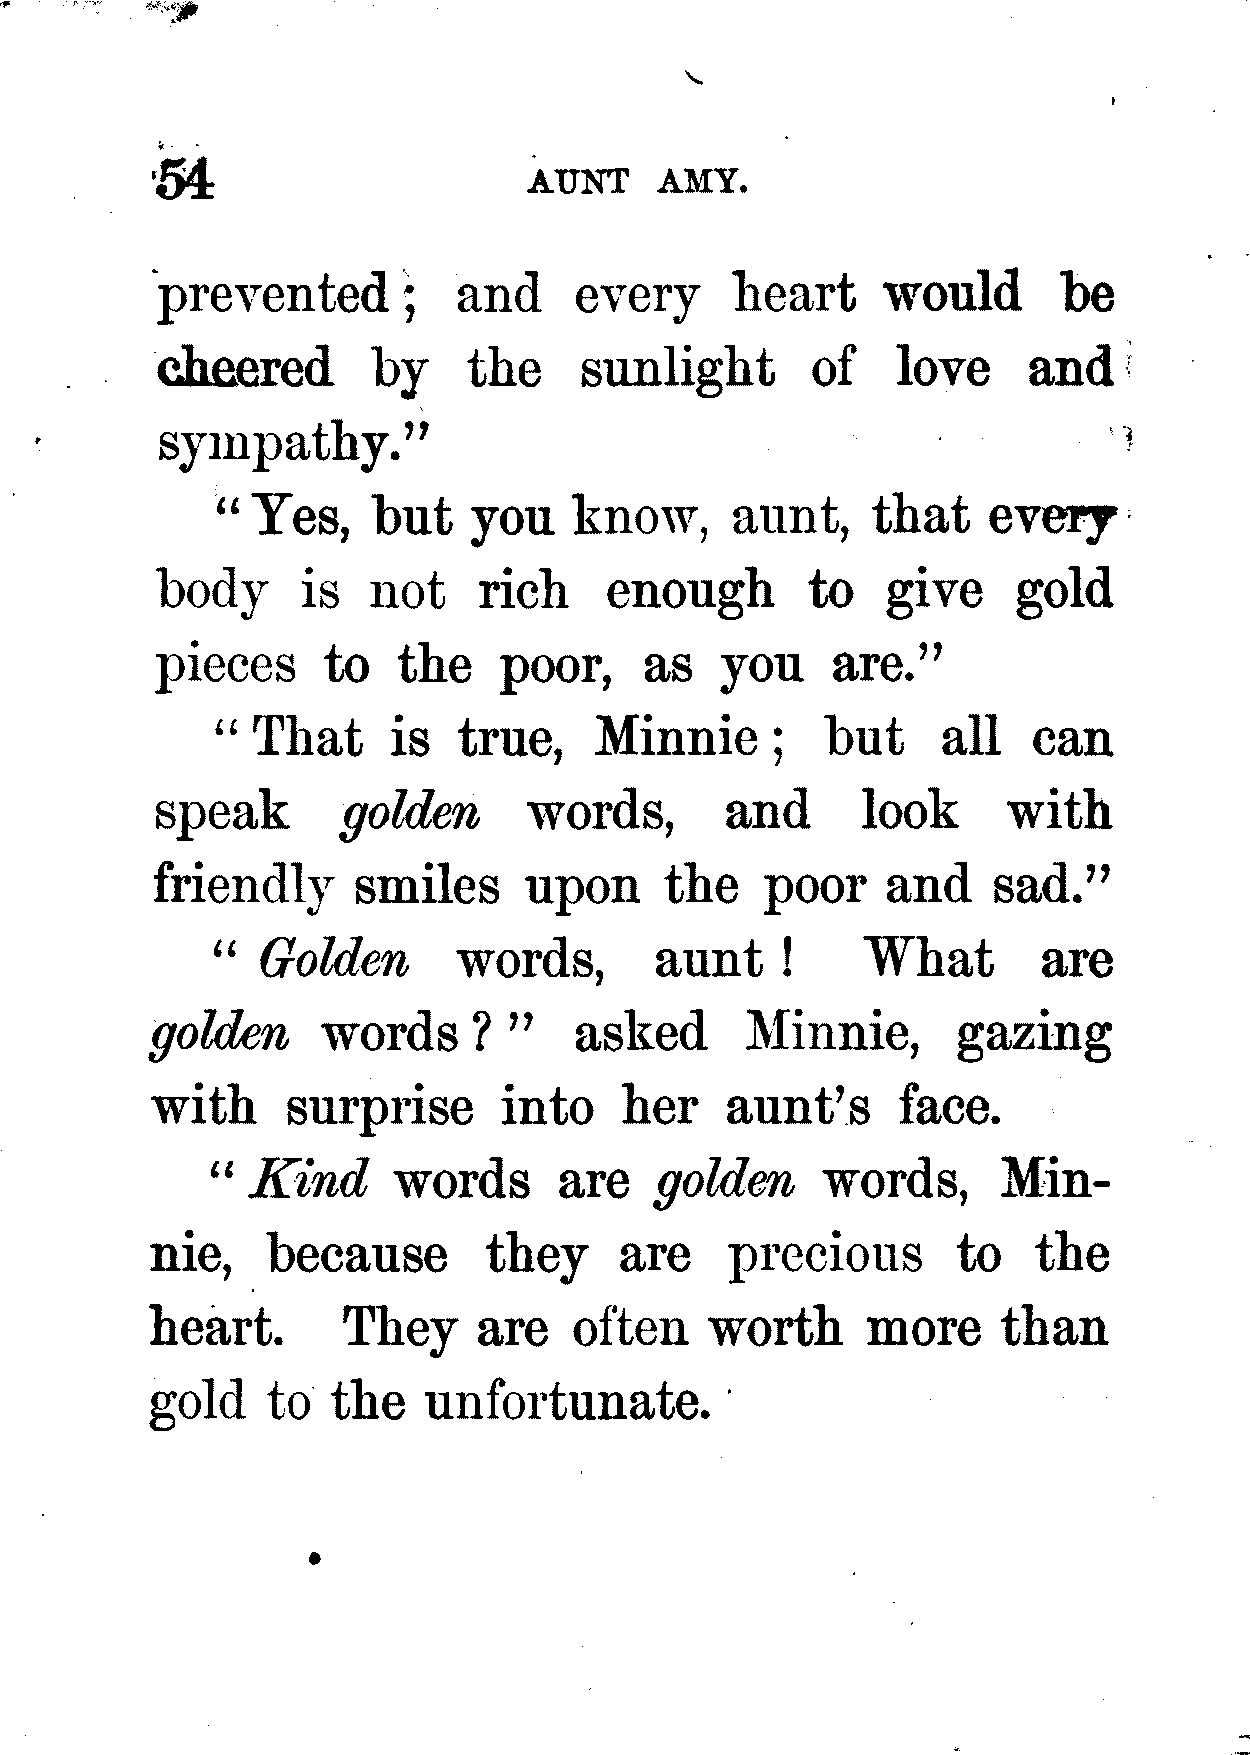 54 AUNT AMY.
prevented; and every heart would be
cheered by the sunlight of love and
sympathy."
"Yes, but you know, aunt, that every
body is not rich enough to give gold
pieces to the poor, as you are."
"That is true, Minnie; but all can
speak golden words, and look with
friendly smiles upon the poor and sad."
"Golden words, aunt! What are
golden words?" asked Minnie, gazing
with surprise into her aunt's face.
"Kind words are golden words, Min-
nie, because they are precious to the
heart. They are often worth more than
gold to the unfortunate.